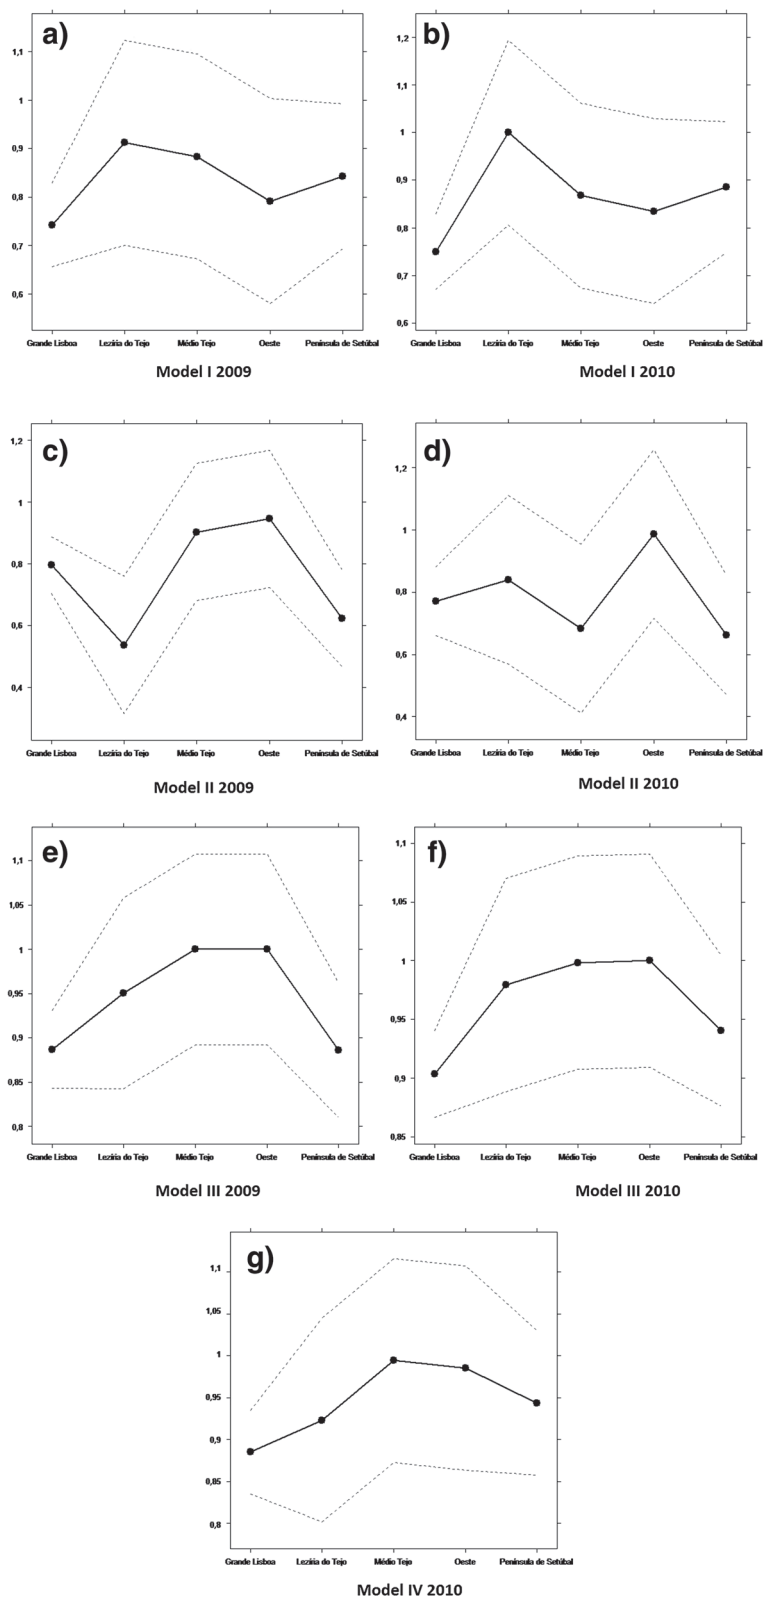 a)
1,1
1
0,9
0,8
0,7
0,6
Grande Lisboa Lezíria do Tejo Médio Tejo Oeste Península de Setúbal
Model I 2009
b)
1,2
1,1
1
0,9
0,8
0,7
0,6
Grande Lisboa Lezíria do Tejo Médio Tejo Oeste Península de Setúbal
Model I 2010
c)
1,2
1
0,8
0,6
0,4
Grande Lisboa Lezíria do Tejo Médio Tejo Oeste Península de Setúbal
Model II 2009
d)
1,2
1
0,8
0,6
0,4
Grande Lisboa Lezíria do Tejo Médio Tejo Oeste Península de Setúbal
Model II 2010
e)
1,1
1,05
1
0,95
0,9
0,85
0,8
Grande Lisboa Lezíria do Tejo Médio Tejo Oeste Península de Setúbal
Model III 2009
f)
1,1
1,05
1
0,95
0,9
0,85
Grande Lisboa Lezíria do Tejo Médio Tejo Oeste Península de Setúbal
Model III 2010
g)
1,1
1,05
1
0,95
0,9
0,85
0,8
Grande Lisboa Lezíria do Tejo Médio Tejo Oeste Península de Setúbal
Model IV 2010